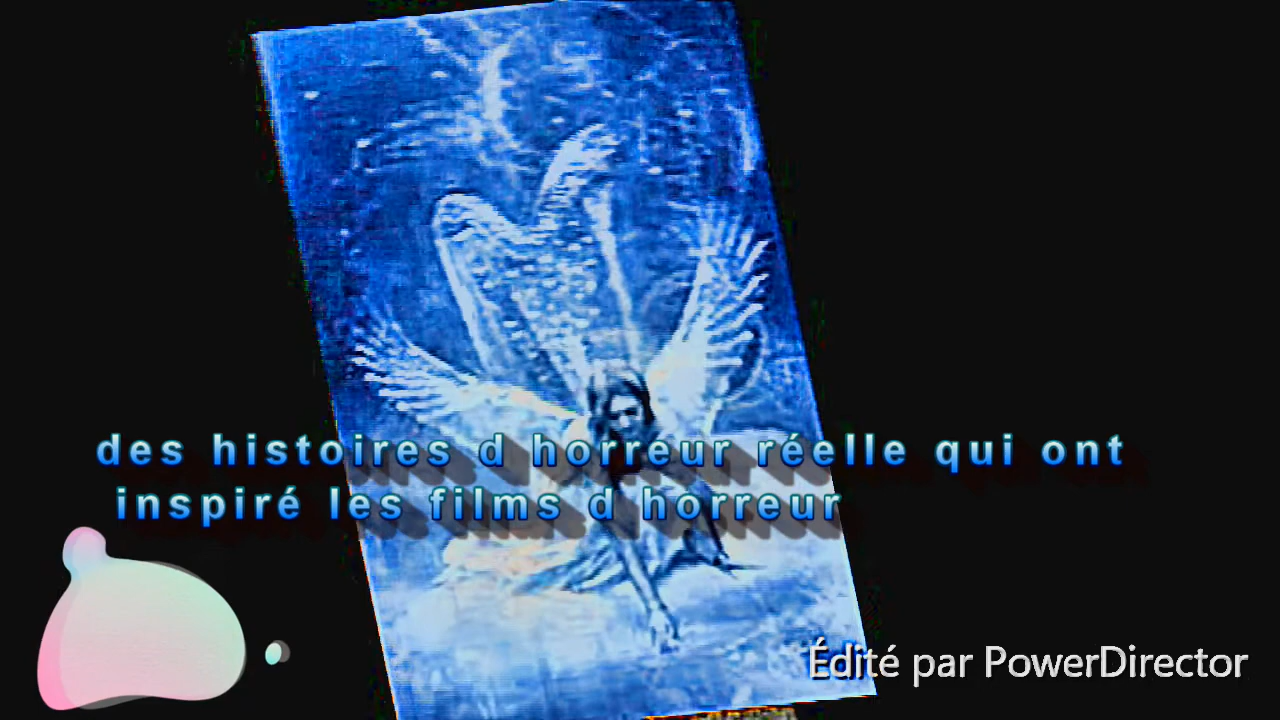 des histoires d horreur réelle qui ont
inspiré les films d horreur
Édité par PowerDirector